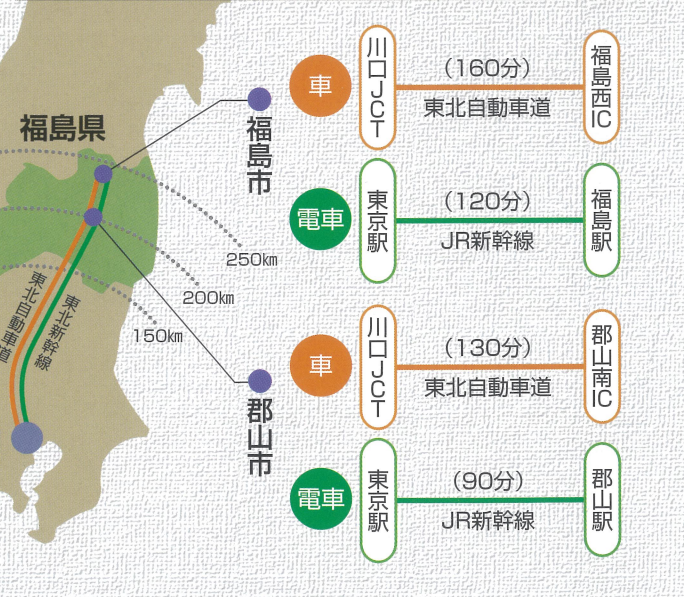 福島県
250km
200km
150km
東北自動車道
東北新幹線
福島市
車
川口JCT
（160分）
東北自動車道
福島西IC
電車
東京駅
（120分）
JR新幹線
福島駅
郡山市
車
川口JCT
（130分）
東北自動車道
郡山南IC
電車
東京駅
（90分）
JR新幹線
郡山駅